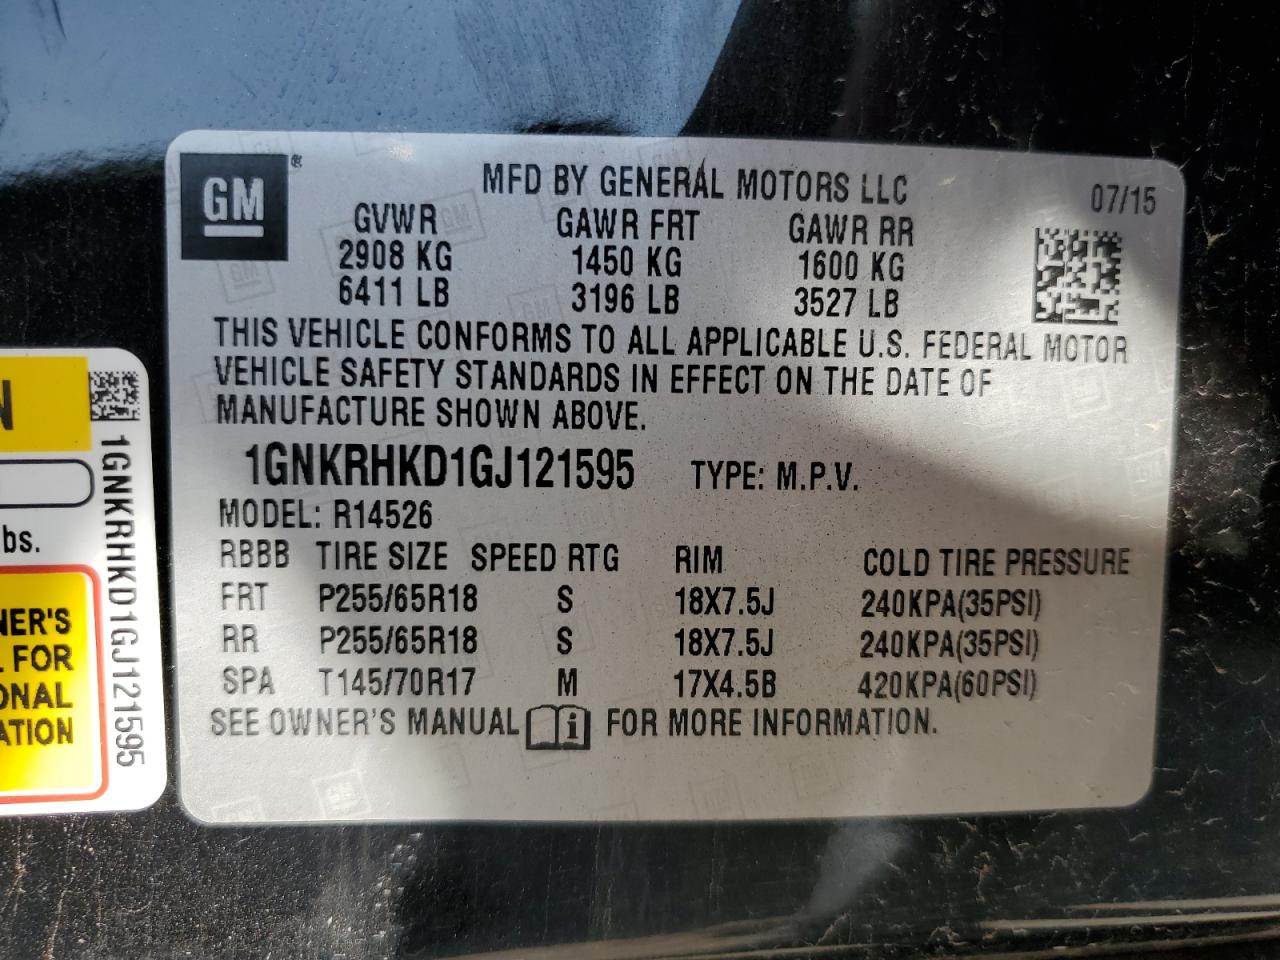 GM®
MFD BY GENERAL MOTORS LLC 07/15
GVWR GAWR FRT GAWR RR
2908 KG 1450 KG 1600 KG
6411 LB 3196 LB 3527 LB
THIS VEHICLE CONFORMS TO ALL APPLICABLE U.S. FEDERAL MOTOR
VEHICLE SAFETY STANDARDS IN EFFECT ON THE DATE OF
MANUFACTURE SHOWN ABOVE.
1GNKRHKD1GJ121595 TYPE: M.P.V.
MODEL: R14526
RBBB TIRE SIZE SPEED RTG RIM COLD TIRE PRESSURE
FRT P255/65R18 S 18X7.5J 240KPA(35PSI)
RR P255/65R18 S 18X7.5J 240KPA(35PSI)
SPA T145/70R17 M 17X4.5B 420KPA(60PSI)
SEE OWNER'S MANUAL i FOR MORE INFORMATION.
N
bs.
NER'S
FOR
ONAL
ATION
1GNKRHKD1GJ121595